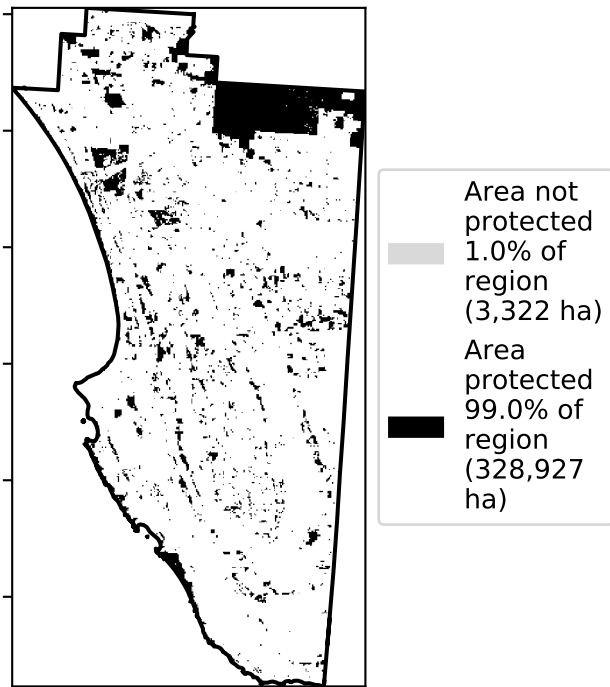 Area not
protected
1.0% of
region
(3,322 ha)
Area
protected
99.0% of
region
(328,927
ha)